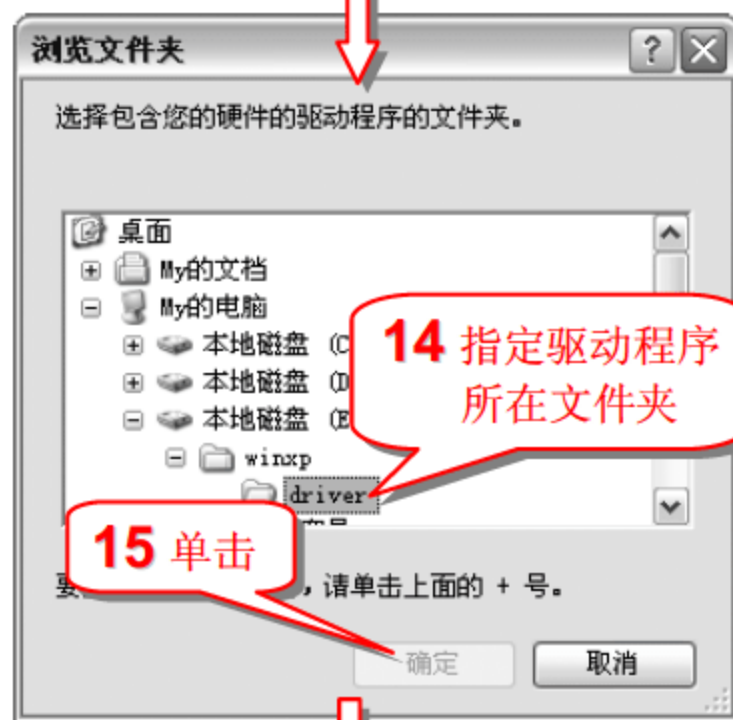 浏览文件夹
选择包含您的硬件的驱动程序的文件夹。
桌面
My的文档
My的电脑
本地磁盘 (C
本地磁盘 (D
本地磁盘 (E
14 指定驱动程序
所在文件夹
winxp
driver
15 单击
要
，请单击上面的 + 号。
确定
取消